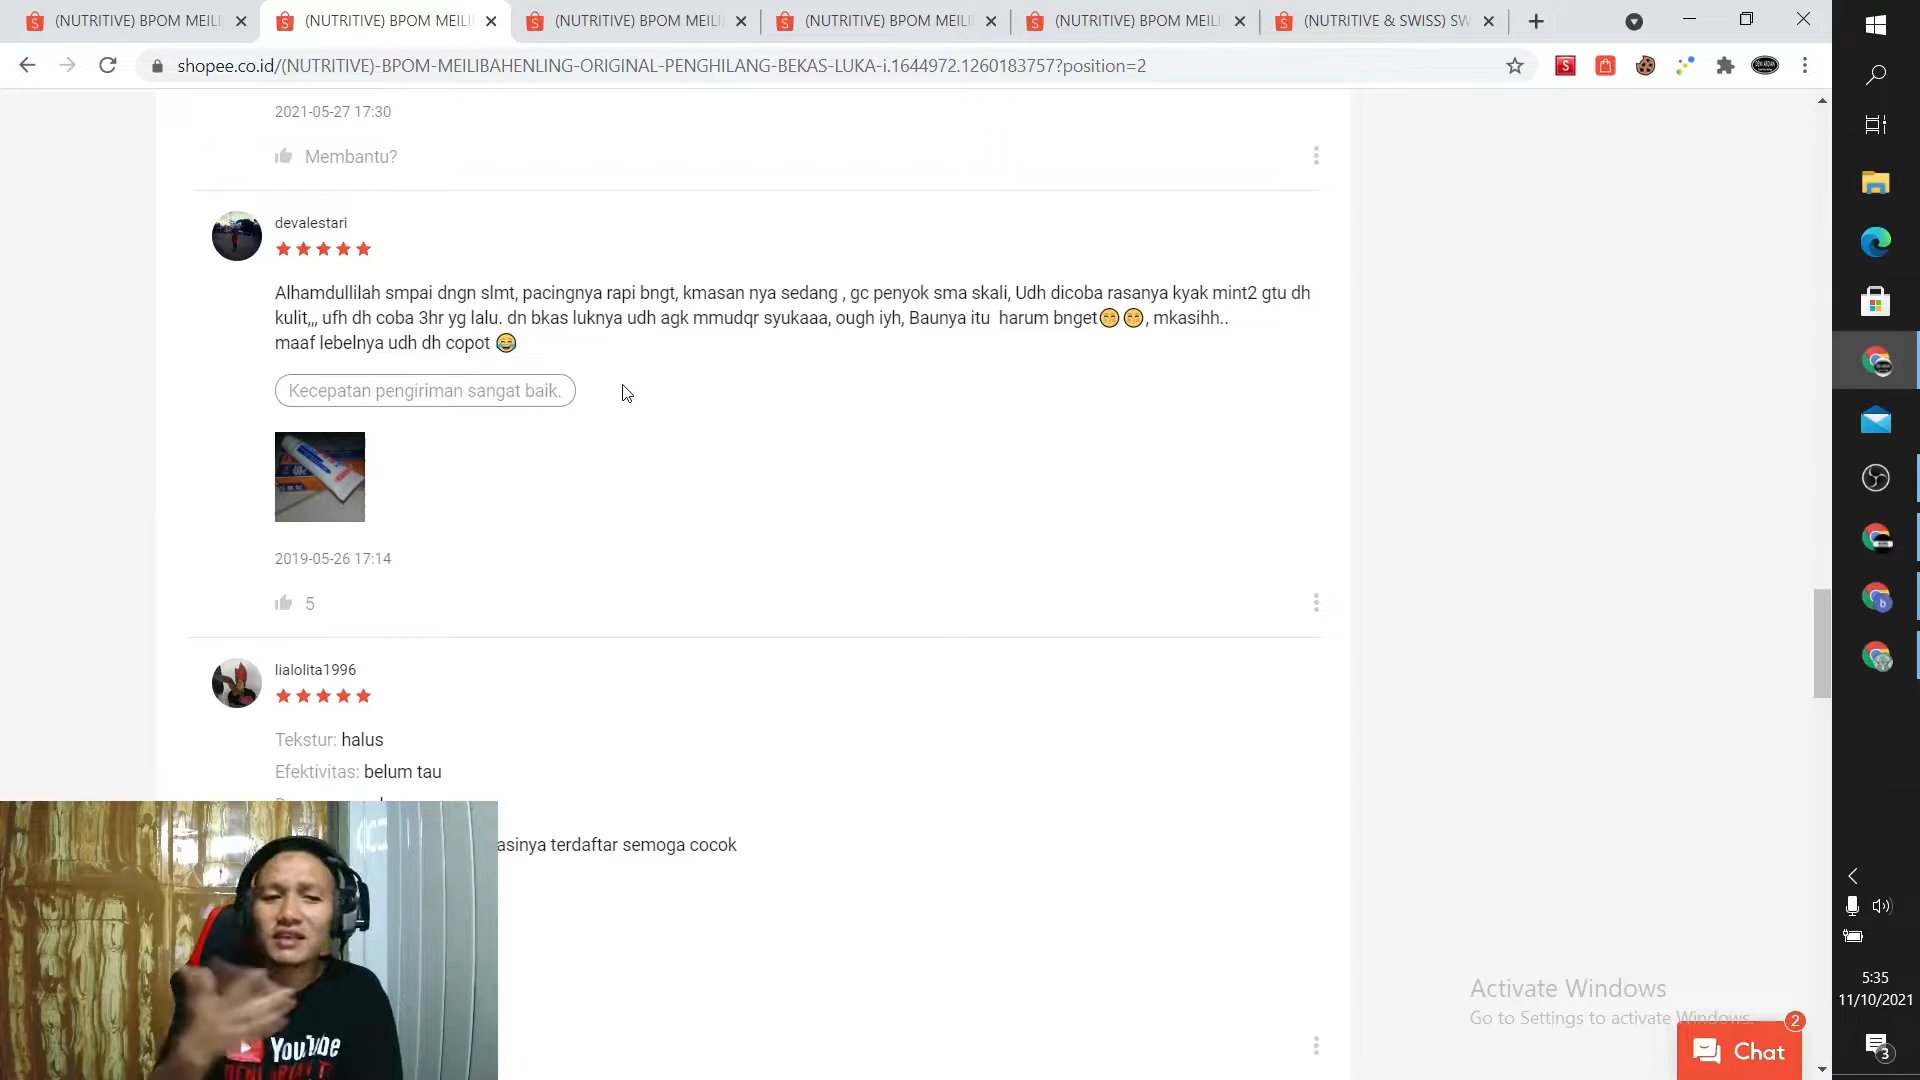 (NUTRITIVE) BPOM MEILI
(NUTRITIVE) BPOM MEILI
(NUTRITIVE) BPOM MEILI
(NUTRITIVE) BPOM MEILI
(NUTRITIVE) BPOM MEILI
(NUTRITIVE & SWISS) SW
shopee.co.id/(NUTRITIVE)-BPOM-MEILIBAHENLING-ORIGINAL-PENGHILANG-BEKAS-LUKA-i.1644972.1260183757?position=2
2021-05-27 17:30
Membantu?
devalestari
Alhamdullilah smpai dngn slmt, pacingnya rapi bngt, kmasan nya sedang , gc penyok sma skali, Udh dicoba rasanya kyak mint2 gtu dh
kulit,,, ufh dh coba 3hr yg lalu. dn bkas luknya udh agk mmudqr syukaaa, ough iyh, Baunya itu  harum bnget😁😁, mkasihh..
maaf lebelnya udh dh copot 😂
Kecepatan pengiriman sangat baik.
2019-05-26 17:14
5
lialolita1996
Tekstur: halus
Efektivitas: belum tau
asinya terdaftar semoga cocok
YouTube
Activate Windows
Go to Settings to activate Windows.
2
Chat
5:35
11/10/2021
3